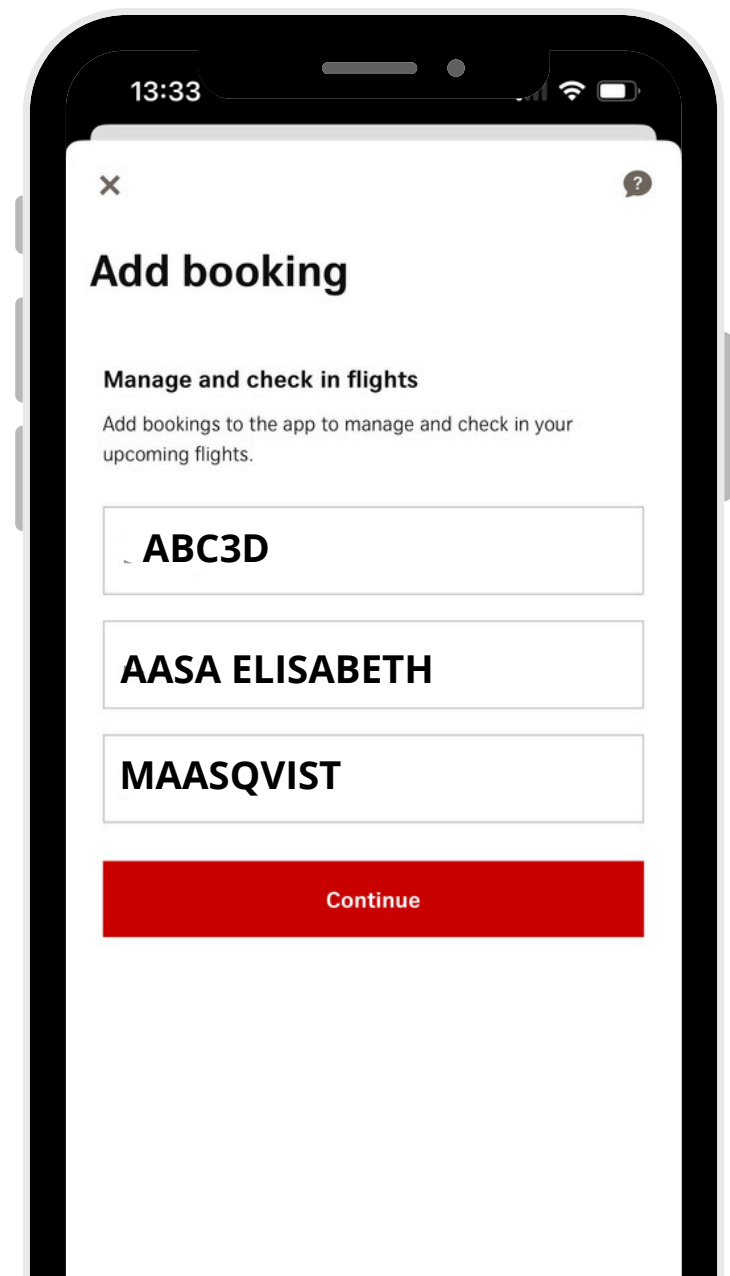 13:33
?
Add booking
Manage and check in flights
Add bookings to the app to manage and check in your
upcoming flights.
ABC3D
AASA ELISABETH
MAASQVIST
Continue